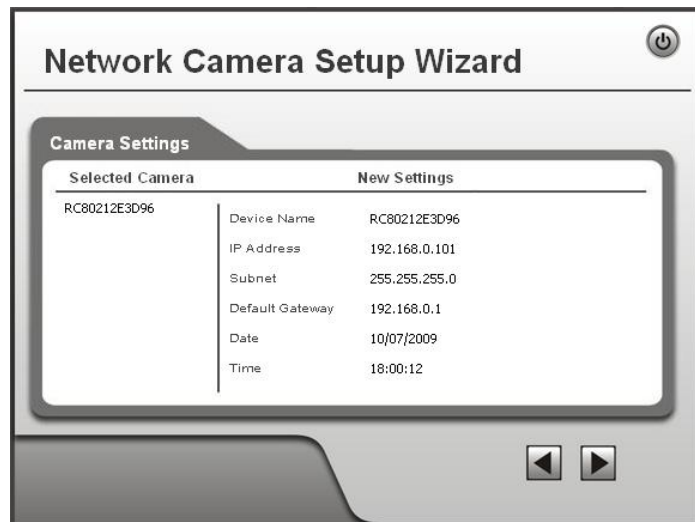 Network Camera Setup Wizard
Camera Settings
Selected Camera New Settings
RC80212E3D96
Device Name RC80212E3D96
IP Address 192.168.0.101
Subnet 255.255.255.0
Default Gateway 192.168.0.1
Date 10/07/2009
Time 18:00:12